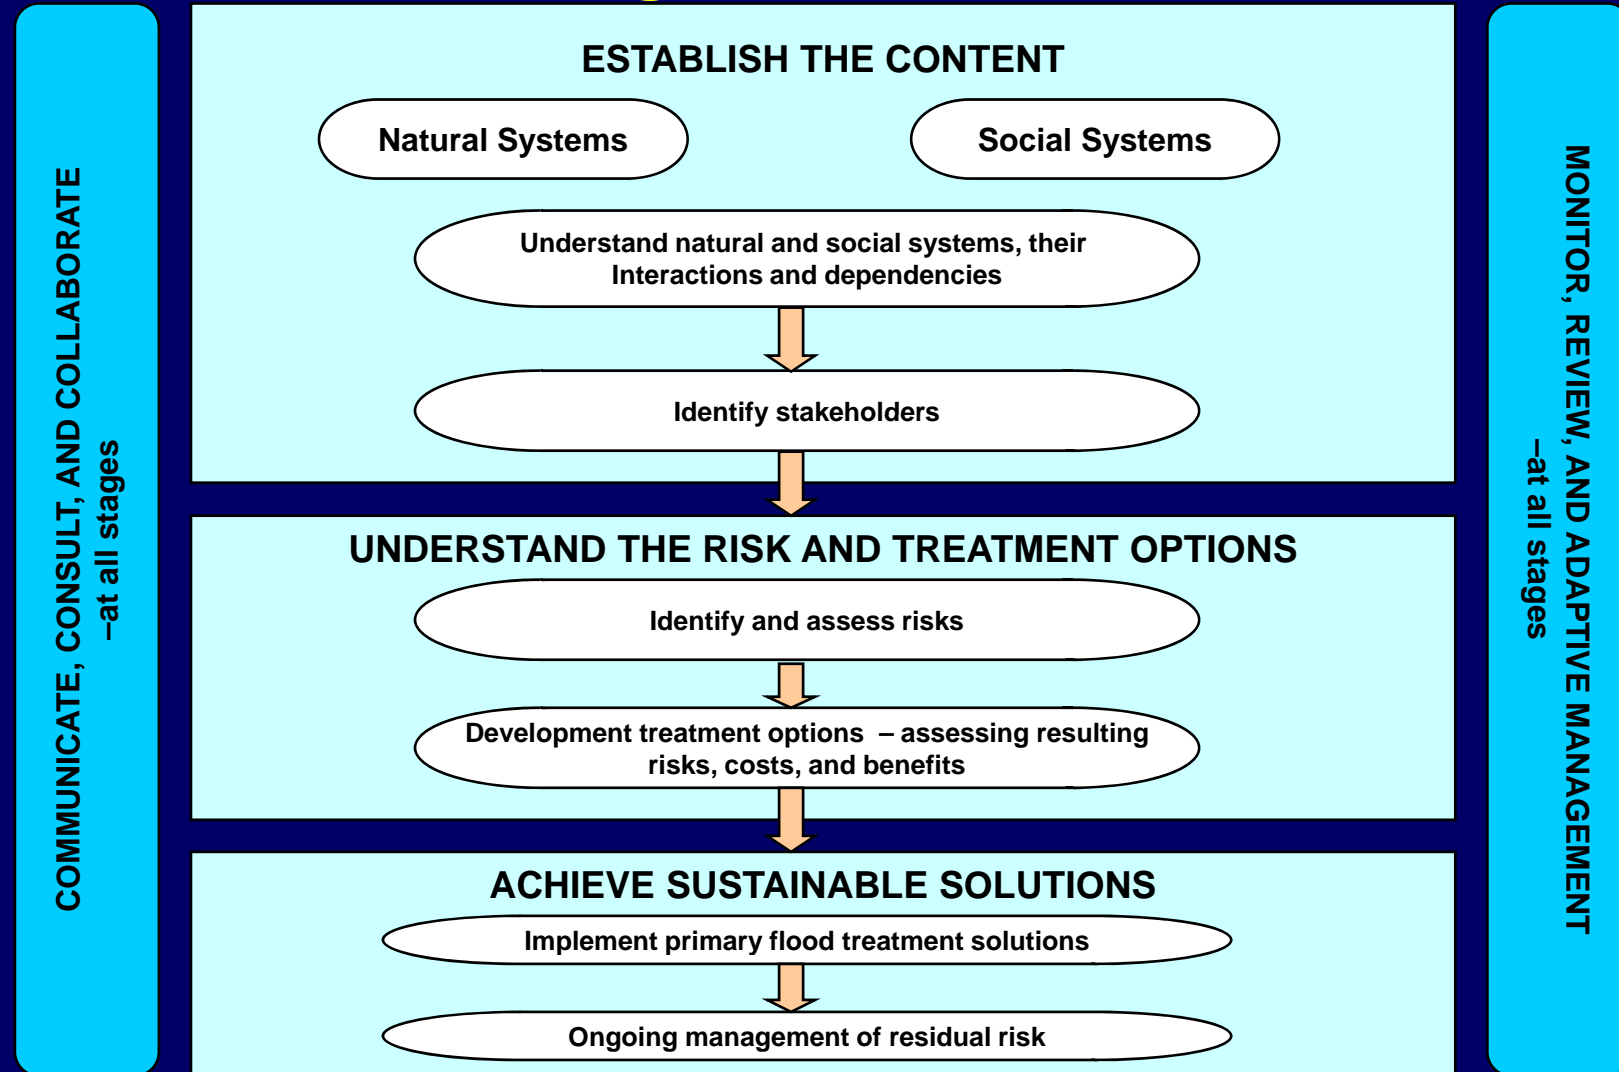 ESTABLISH THE CONTENT
Natural Systems
Social Systems
Understand natural and social systems, their
Interactions and dependencies
Identify stakeholders
UNDERSTAND THE RISK AND TREATMENT OPTIONS
Identify and assess risks
Development treatment options – assessing resulting
risks, costs, and benefits
ACHIEVE SUSTAINABLE SOLUTIONS
Implement primary flood treatment solutions
Ongoing management of residual risk
COMMUNICATE, CONSULT, AND COLLABORATE
–at all stages
MONITOR, REVIEW, AND ADAPTIVE MANAGEMENT
–at all stages